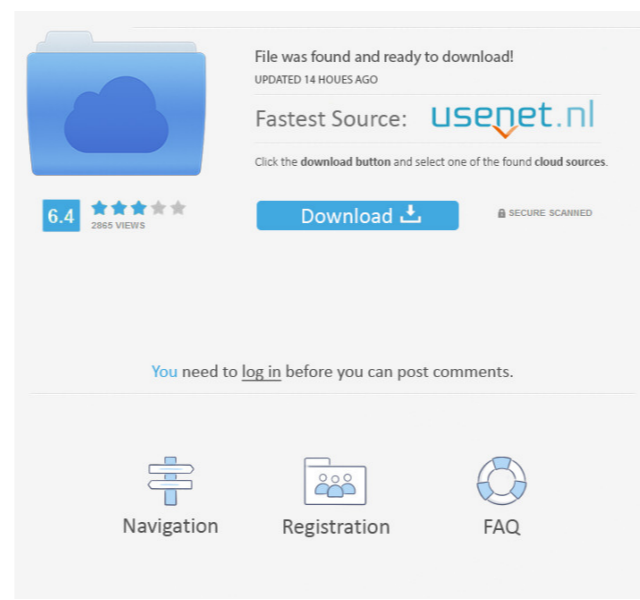 File was found and ready to download!
UPDATED 14 HOUES AGO
Fastest Source: usenet.nl
Click the download button and select one of the found cloud sources.
6.4
2865 VIEWS
Download
SECURE SCANNED
You need to log in before you can post comments.
Navigation
Registration
FAQ